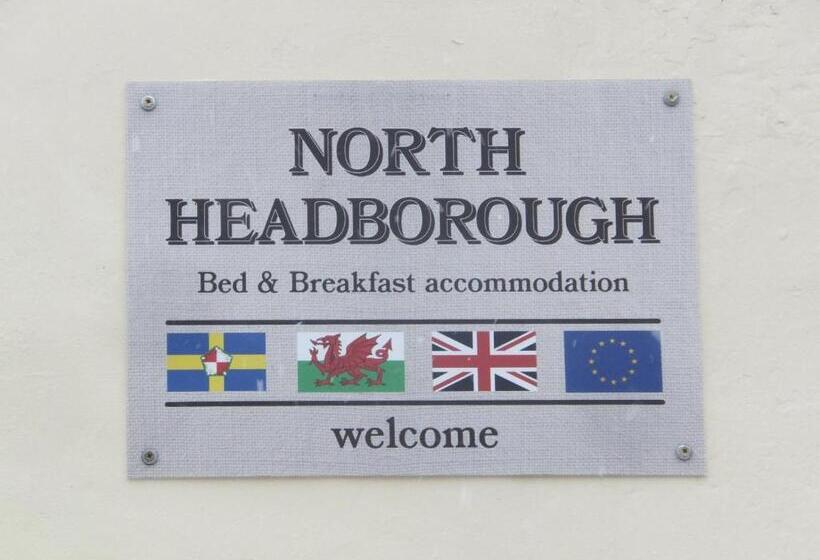 NORTH
HEADBOROUGH
Bed & Breakfast accommodation
welcome